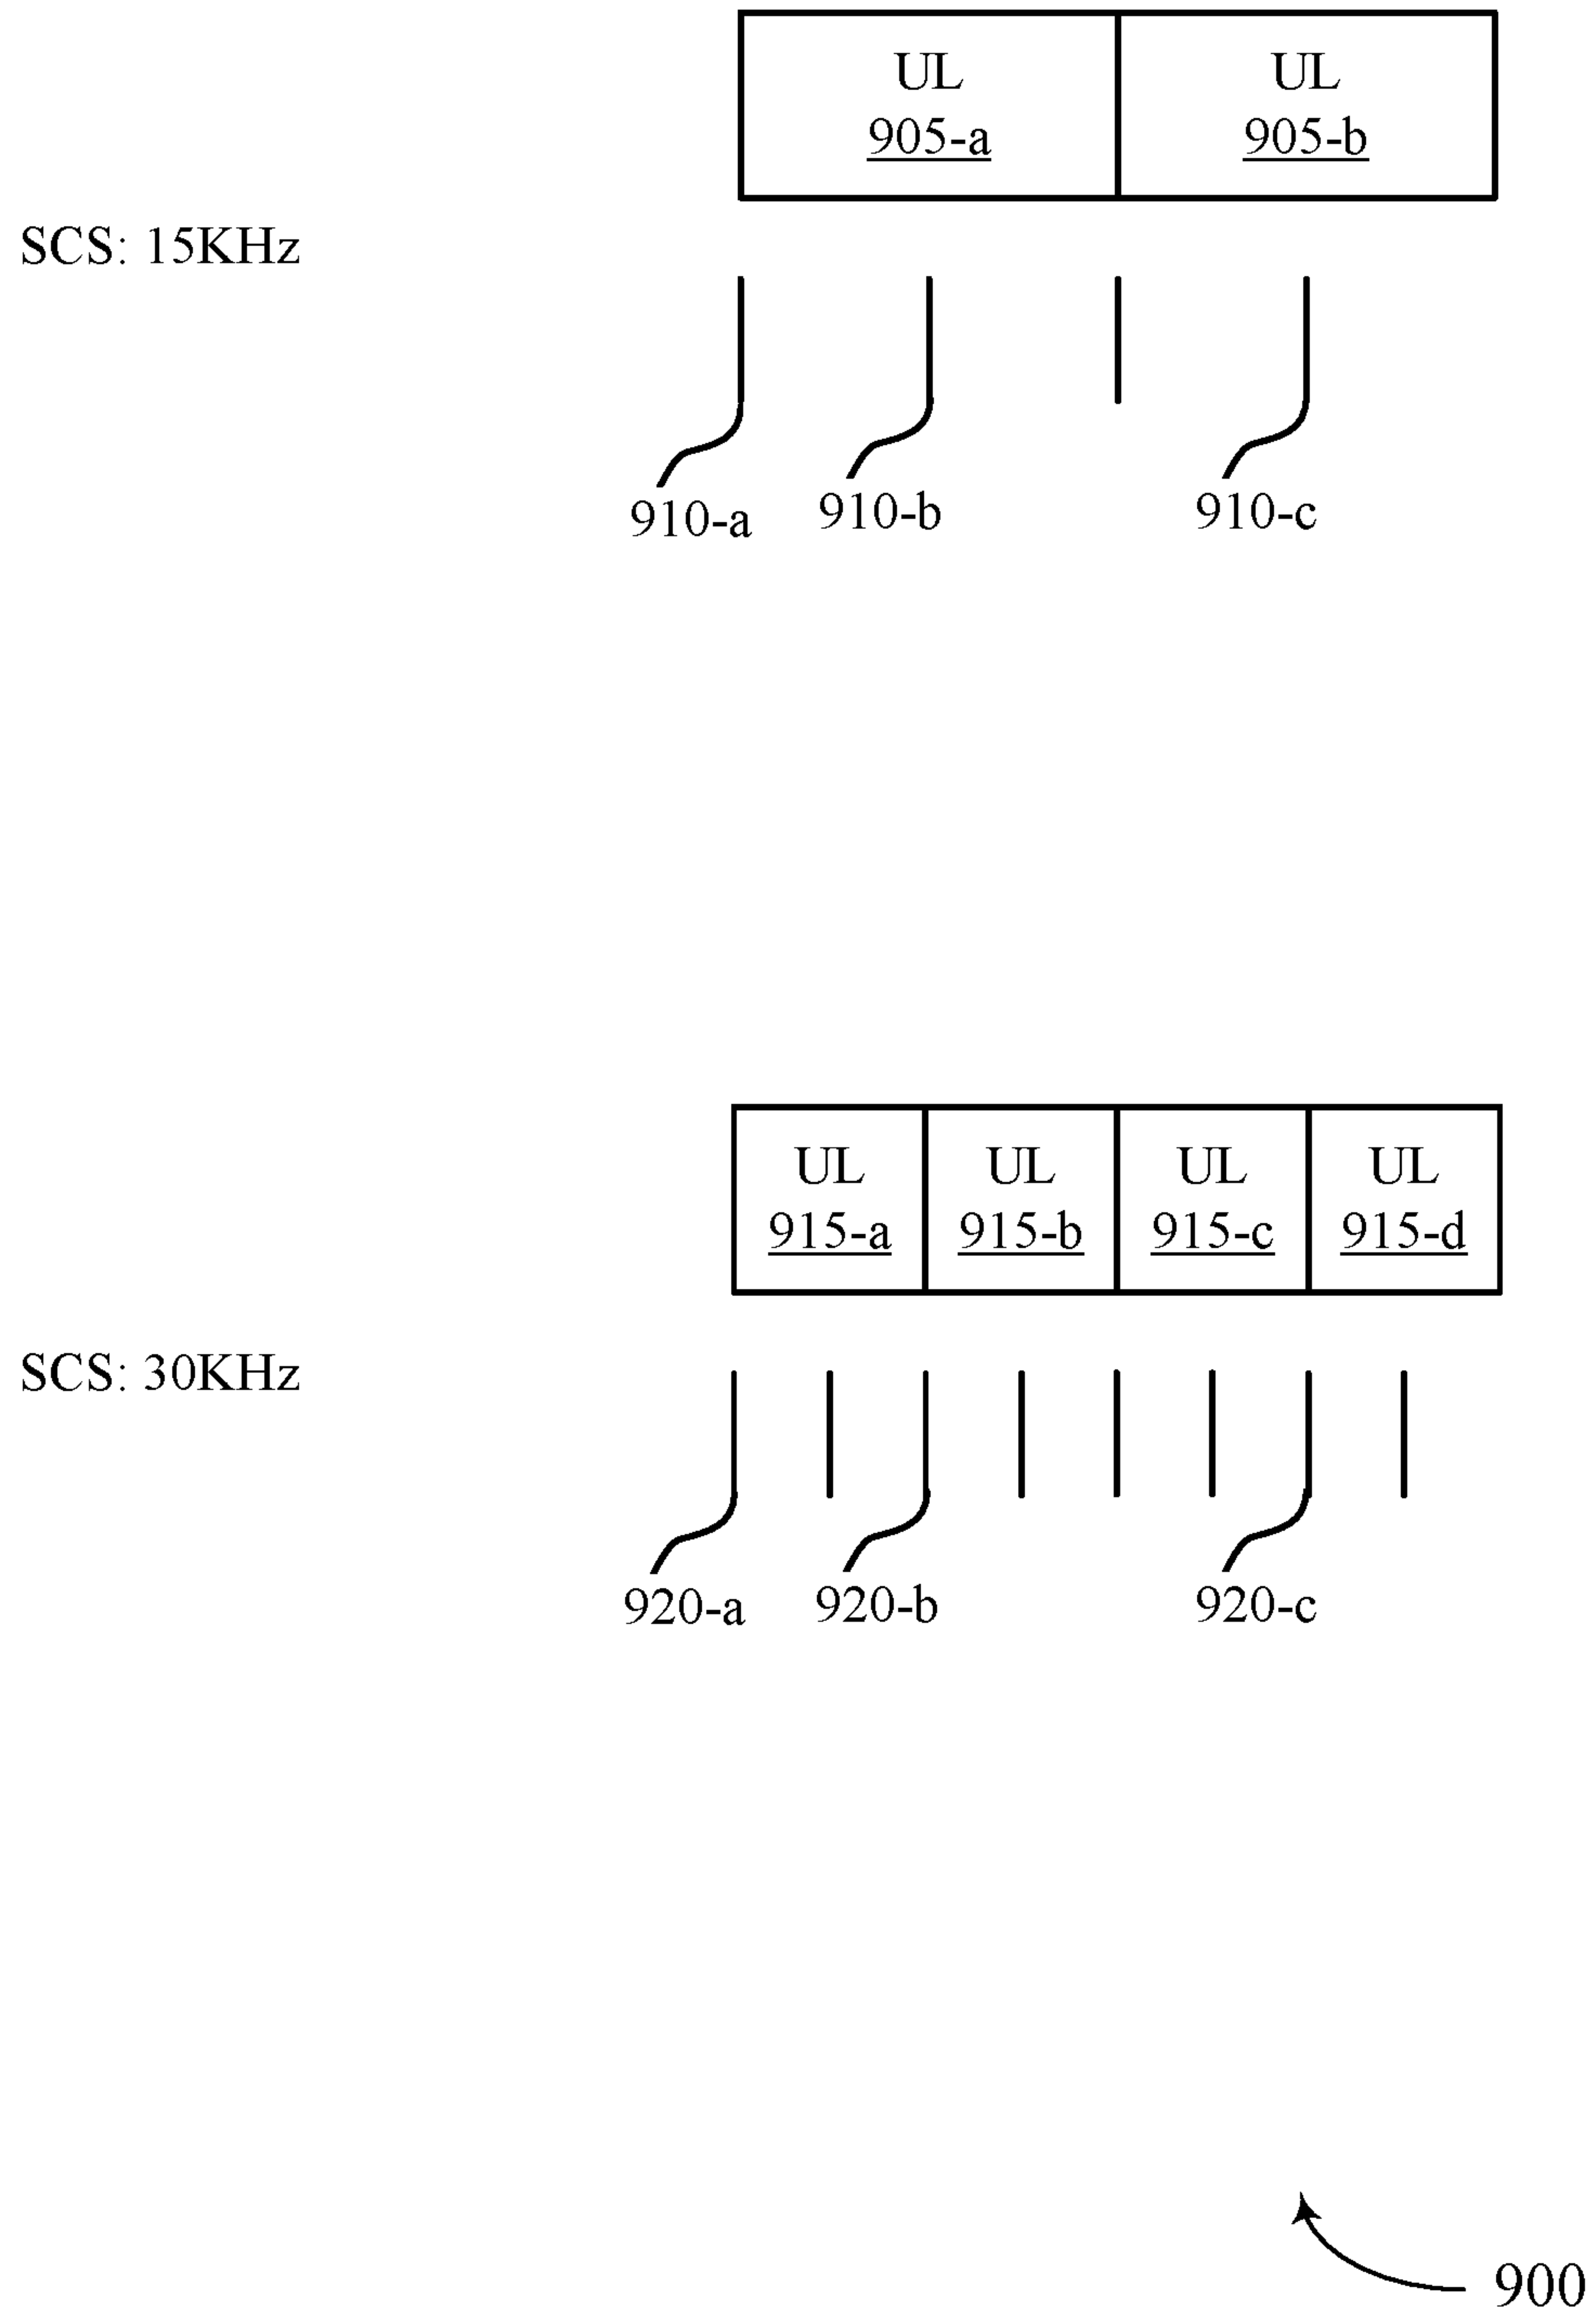 UL
905-a
UL
905-b
SCS: 15KHz
910-a
910-b
910-c
UL
915-a
UL
915-b
UL
915-c
UL
915-d
SCS: 30KHz
920-a
920-b
920-c
900